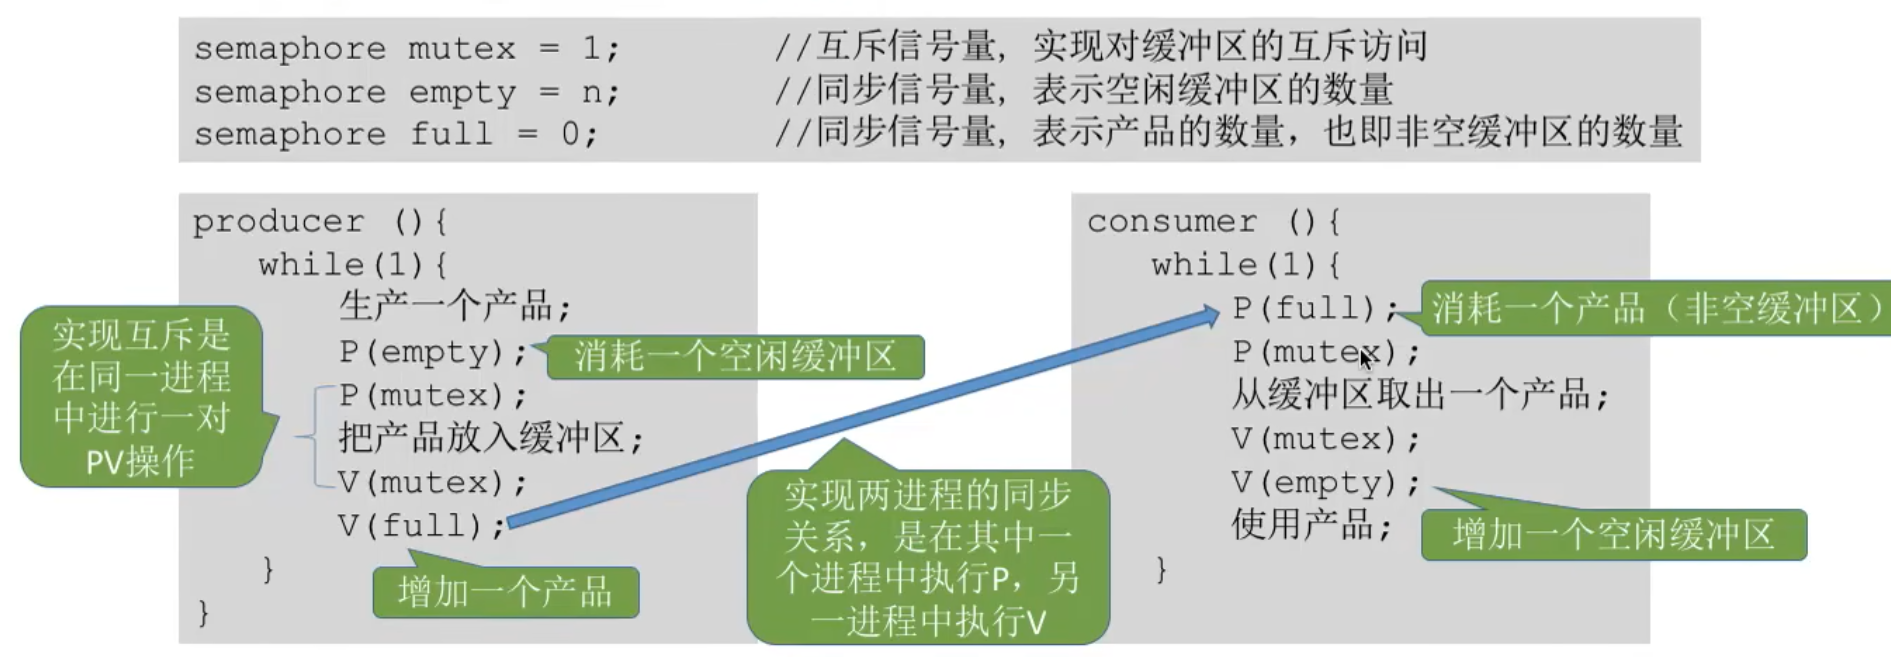 semaphore mutex = 1; //互斥信号量, 实现对缓冲区的互斥访问
semaphore empty = n; //同步信号量, 表示空闲缓冲区的数量
semaphore full = 0; //同步信号量, 表示产品的数量，也即非空缓冲区的数量
producer (){
while(1){
生产一个产品;
P(empty);
P(mutex);
把产品放入缓冲区;
V(mutex);
V(full);
}
}
实现互斥是
在同一进程
中进行一对
PV操作
消耗一个空闲缓冲区
增加一个产品
实现两进程的同步
关系，是在其中一
个进程中执行P，另
一进程中执行V
consumer (){
while(1){
P(full);
P(mutex);
从缓冲区取出一个产品;
V(mutex);
V(empty);
使用产品;
}
消耗一个产品（非空缓冲区）
增加一个空闲缓冲区